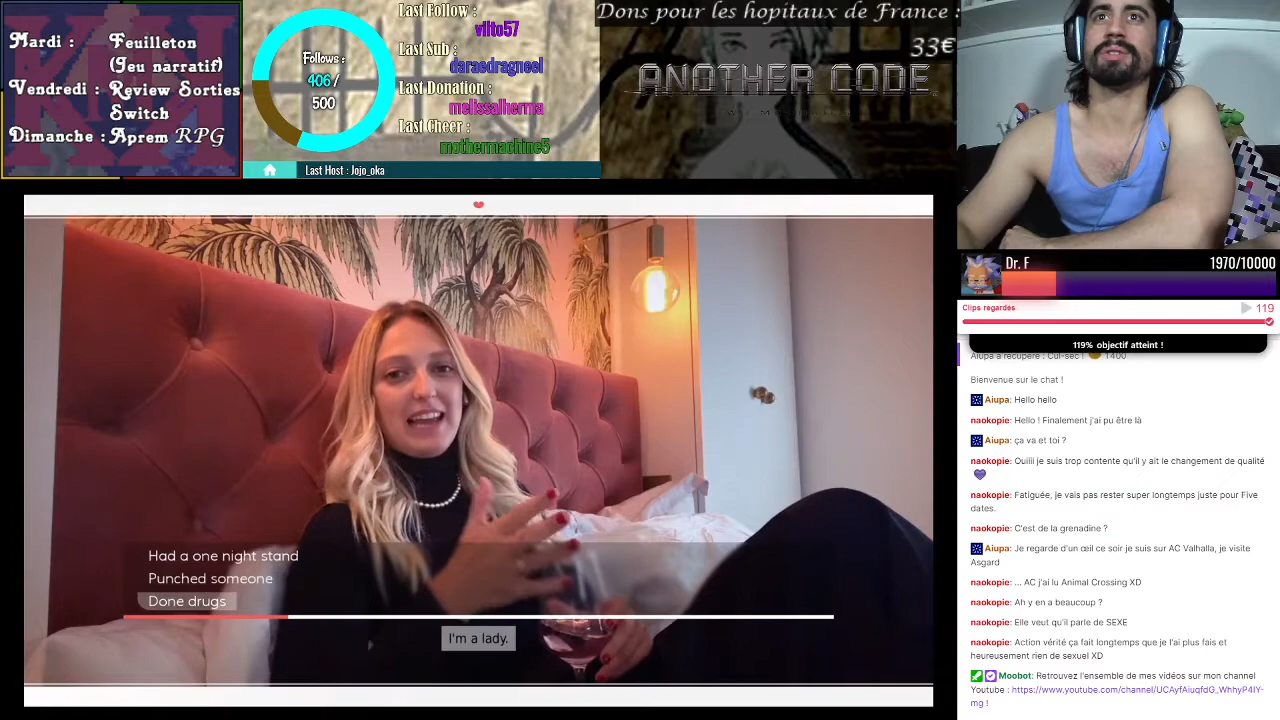 Mardi : Feuilleton
(Jeu narratif)
Vendredi : Review Sorties
Switch
Dimanche : Aprem RPG
Follows :
406 /
500
Last Follow :
vilto57
Last Sub :
daraedragneel
Last Donation :
melissalherma
Last Cheer :
mothermachine5
Last Host : Jojo_oka
Dons pour les hopitaux de France :
33€
ANOTHER CODE
Dr. F 1970/10000
Clips regardés 119
119% objectif atteint !
Aiupa a récupéré : Cul-sec ! 1400
Bienvenue sur le chat !
Aiupa: Hello hello
naokopie: Hello ! Finalement j'ai pu être là
Aiupa: ça va et toi ?
naokopie: Ouiiii je suis trop contente qu'il y ait le changement de qualité
naokopie: Fatiguée, je vais pas rester super longtemps juste pour Five
dates.
naokopie: C'est de la grenadine ?
Aiupa: Je regarde d'un œil ce soir je suis sur AC Valhalla, je visite
Asgard
naokopie: ... AC j'ai lu Animal Crossing XD
naokopie: Ah y en a beaucoup ?
naokopie: Elle veut qu'il parle de SEXE
naokopie: Action vérité ça fait longtemps que je l'ai plus fais et
heureusement rien de sexuel XD
Moobot: Retrouvez l'ensemble de mes vidéos sur mon channel
Youtube : https://www.youtube.com/channel/UCAyfAiuqfdG_WhhyP4IY-
mg !
Had a one night stand
Punched someone
Done drugs
I'm a lady.